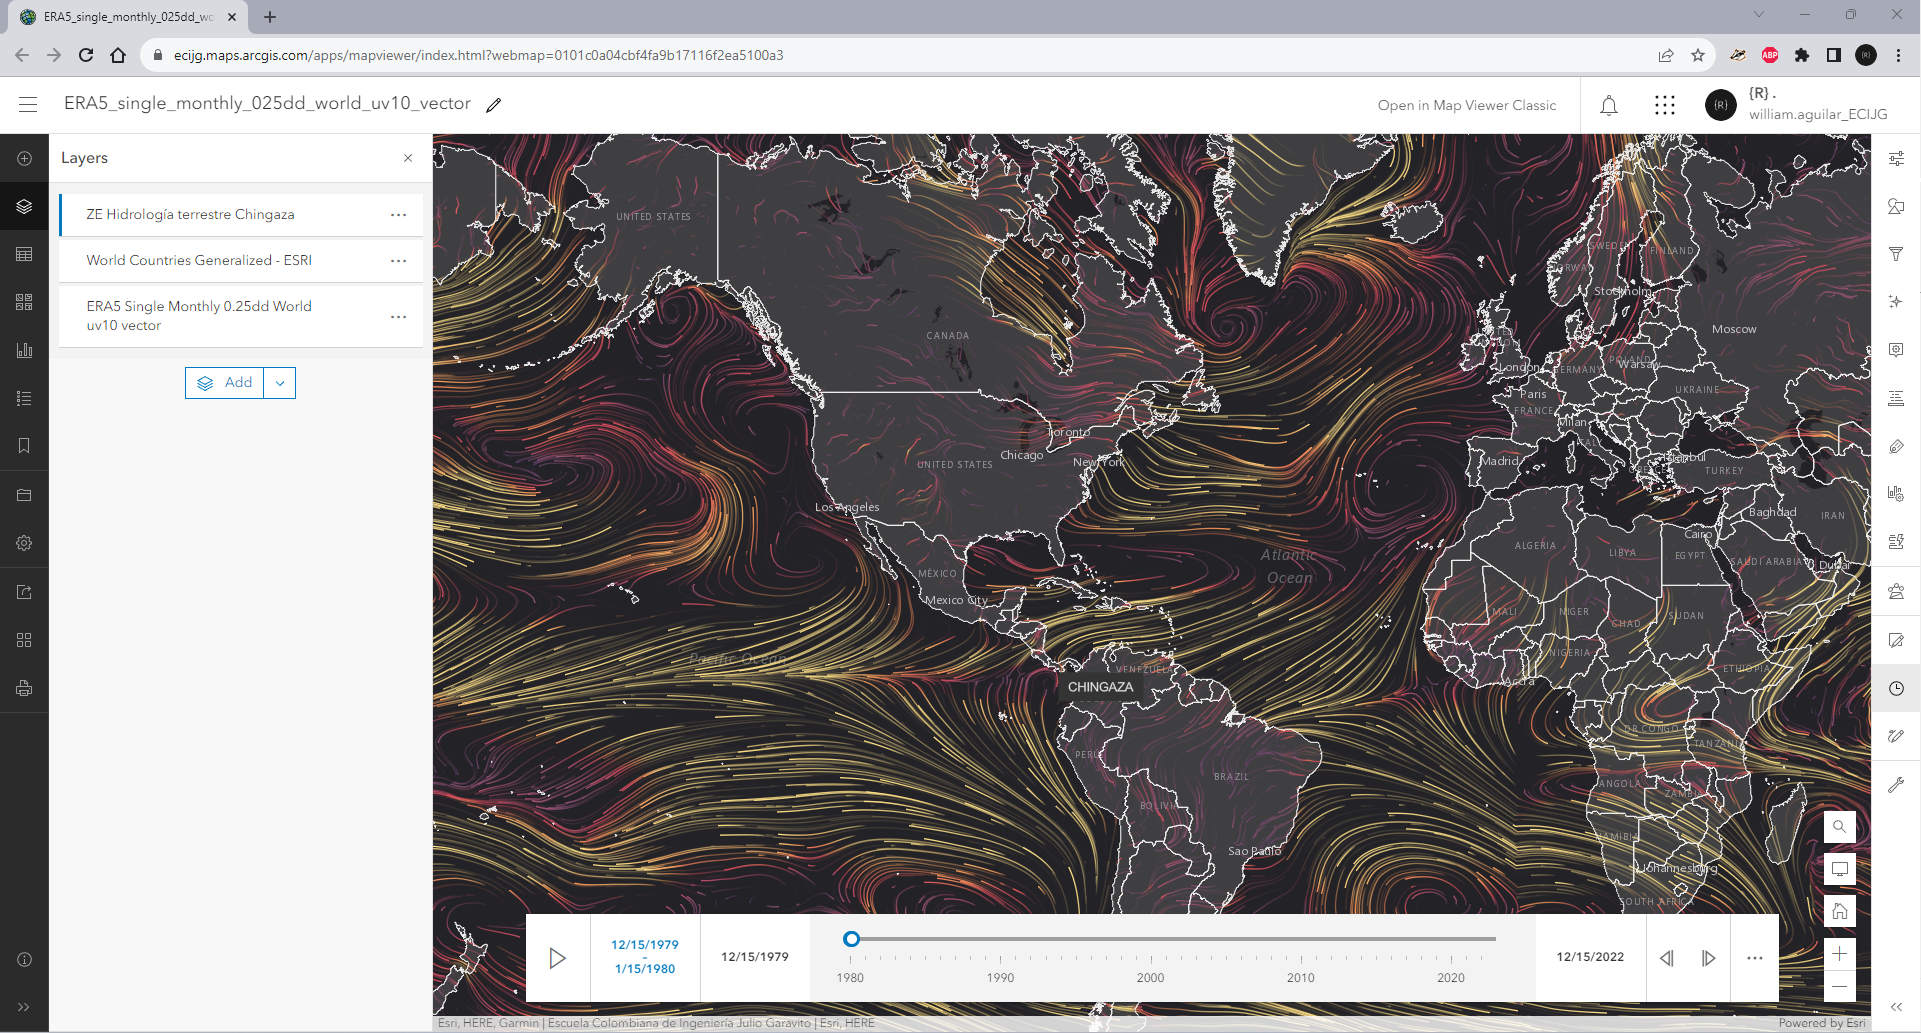 ERA5_single_monthly_025dd_wo
ecijg.maps.arcgis.com/apps/mapviewer/index.html?webmap=0101c0a04cbf4fa9b17116f2ea5100a3
ABP
{R}
ERA5_single_monthly_025dd_world_uv10_vector
Open in Map Viewer Classic
{R}
{R} .
william.aguilar_ECIJG
Layers
ZE Hidrología terrestre Chingaza
World Countries Generalized - ESRI
ERA5 Single Monthly 0.25dd World
uv10 vector
Add
UNITED STATES
CANADA
UNITED STATES
Toronto
Chicago
New York
Los Angeles
MÉXICO
Mexico City
Atlantic
Ocean
Pacific Ocean
VENEZUELA
CHINGAZA
PERÚ
BRAZIL
BOLIVIA
Sao Paulo
SWEDEN
FINLAND
NORWAY
Stockholm
Moscow
UNITED
KINGDOM
London
POLAND
Warsaw
GERMANY
Paris
UKRAINE
FRANCE
Milan
ITALY
Madrid
Istanbul
GREECE
TURKEY
Baghdad
IRAN
Cairo
ALGERIA
LIBYA
EGYPT
SAUDI ARABIA
Dubai
MALI
NIGER
CHAD
SUDAN
NIGERIA
ETHIOPIA
Accra
DR CONGO
TANZANIA
ANGOLA
ZAMBIA
NAMIBIA
Johannesburg
SOUTH AFRICA
12/15/1979
-
1/15/1980
12/15/1979
1980
1990
2000
2010
2020
12/15/2022
Esri, HERE, Garmin | Escuela Colombiana de Ingeniería Julio Garavito | Esri, HERE
Powered by Esri